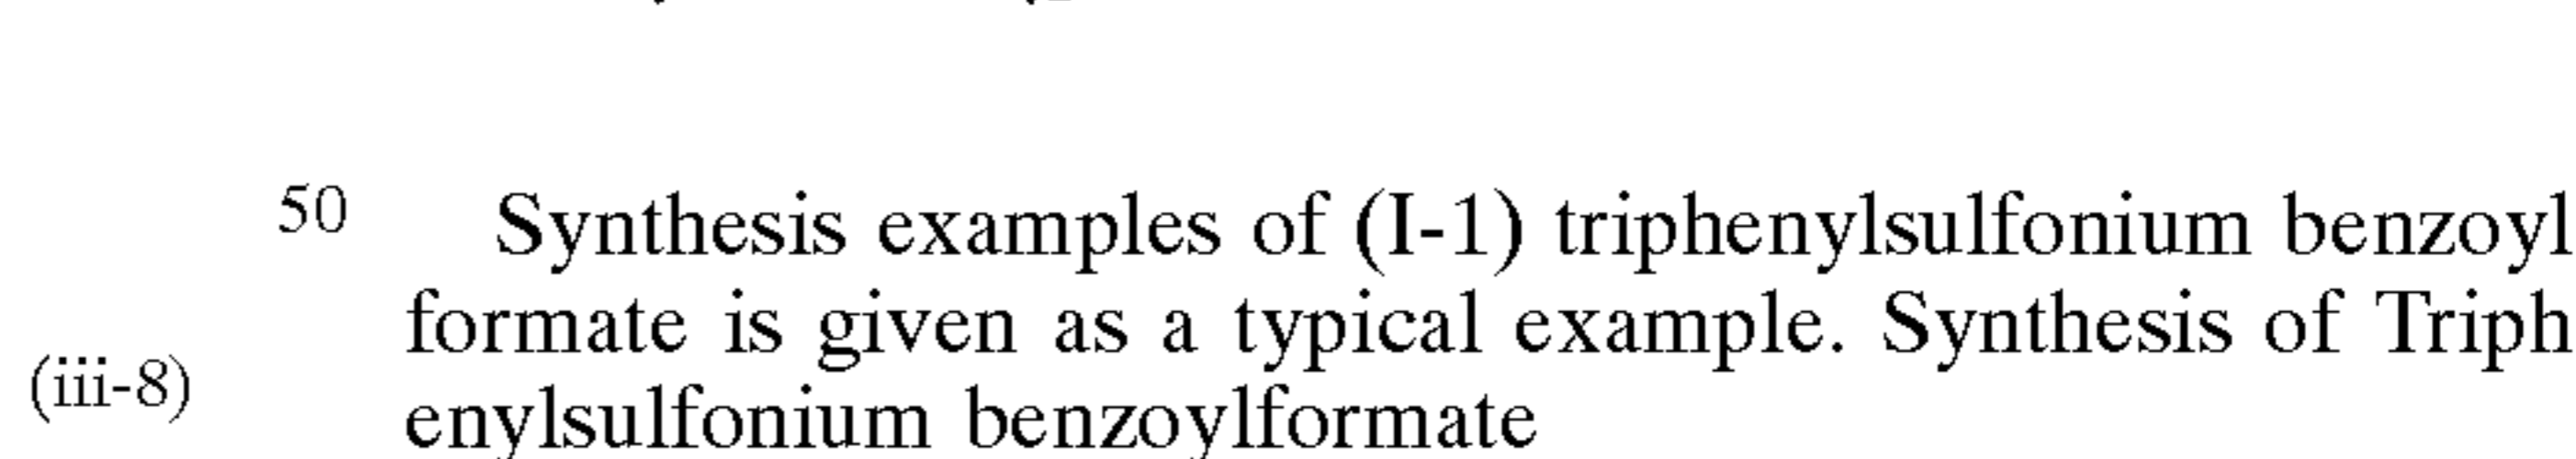 50 Synthesis examples of (I-1) triphenylsulfonium benzoyl
formate is given as a typical example. Synthesis of Triph
(iii-8)
enylsulfonium benzoylformate